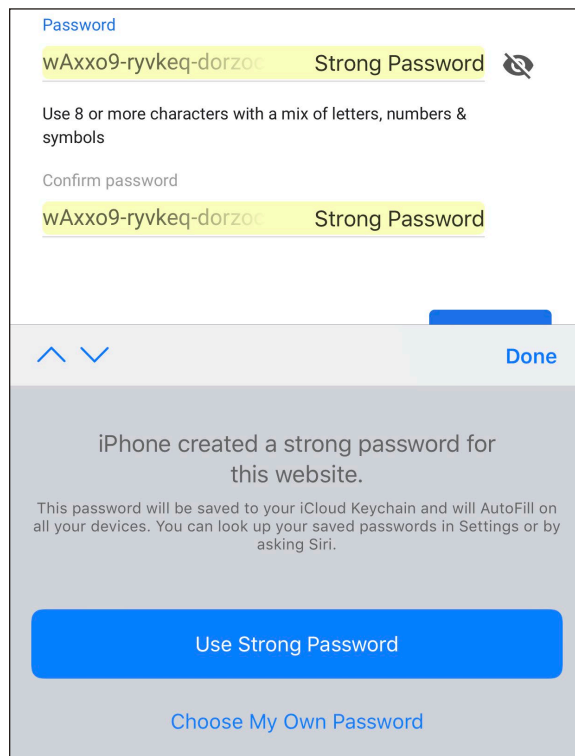 Password
wAxxo9-ryvkeq-dorzoc Strong Password
Use 8 or more characters with a mix of letters, numbers &
symbols
Confirm password
wAxxo9-ryvkeq-dorzoc Strong Password
Done
iPhone created a strong password for
this website.
This password will be saved to your iCloud Keychain and will AutoFill on
all your devices. You can look up your saved passwords in Settings or by
asking Siri.
Use Strong Password
Choose My Own Password